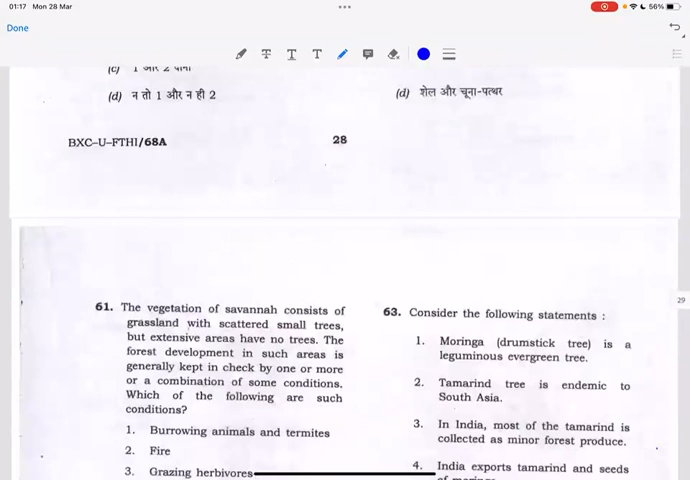 01:17 Mon 28 Mar
56%
Done
(c) 1 और 2 दोनों
(d) न तो 1 और न ही 2
(d) शेल और चूना-पत्थर
BXC–U–FTHI/68A
28
29
61. The vegetation of savannah consists of
grassland with scattered small trees,
but extensive areas have no trees. The
forest development in such areas is
generally kept in check by one or more
or a combination of some conditions.
Which of the following are such
conditions?
1. Burrowing animals and termites
2. Fire
3. Grazing herbivores
63. Consider the following statements :
1. Moringa (drumstick tree) is a
leguminous evergreen tree.
2. Tamarind tree is endemic to
South Asia.
3. In India, most of the tamarind is
collected as minor forest produce.
4. India exports tamarind and seeds